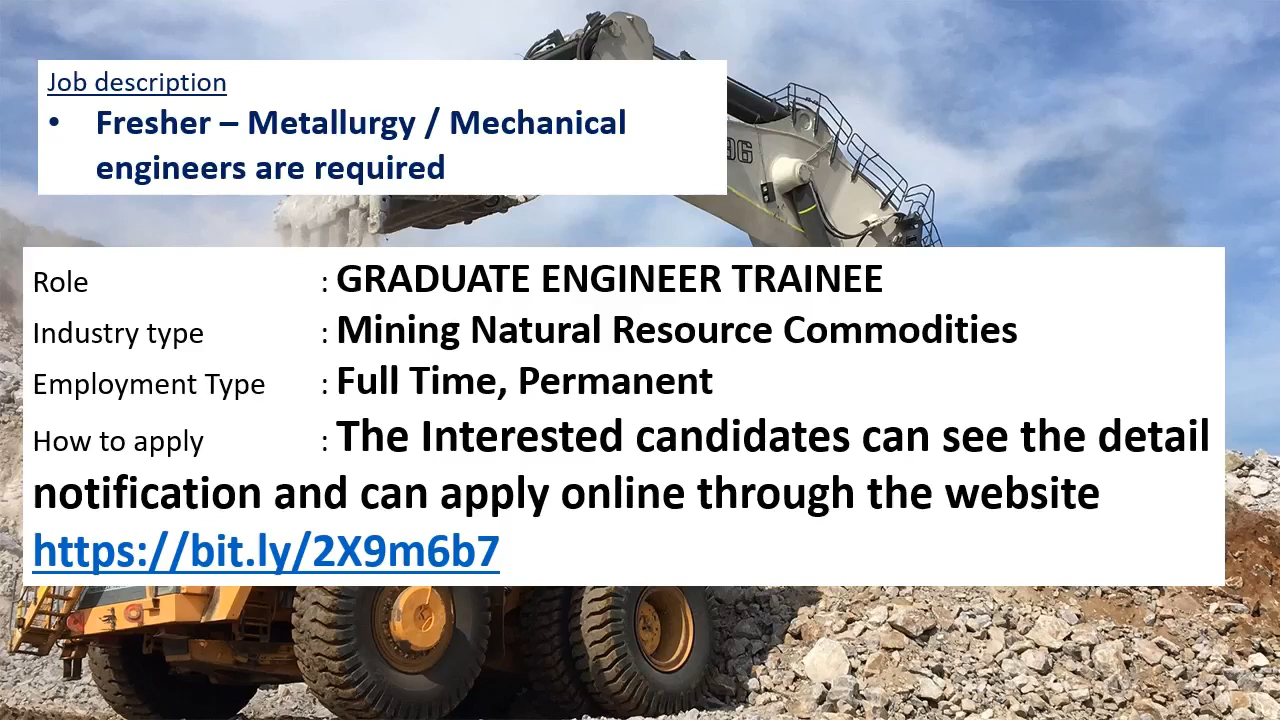 Job description
• Fresher – Metallurgy / Mechanical
engineers are required
96
Role : GRADUATE ENGINEER TRAINEE
Industry type : Mining Natural Resource Commodities
Employment Type : Full Time, Permanent
How to apply : The Interested candidates can see the detail
notification and can apply online through the website
https://bit.ly/2X9m6b7